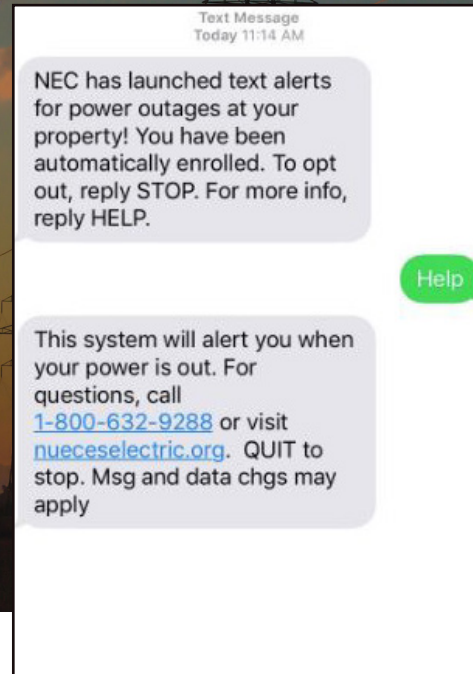 Text Message
Today 11:14 AM
NEC has launched text alerts
for power outages at your
property! You have been
automatically enrolled. To opt
out, reply STOP. For more info,
reply HELP.
Help
This system will alert you when
your power is out. For
questions, call
1-800-632-9288 or visit
nueceselectric.org.  QUIT to
stop. Msg and data chgs may
apply